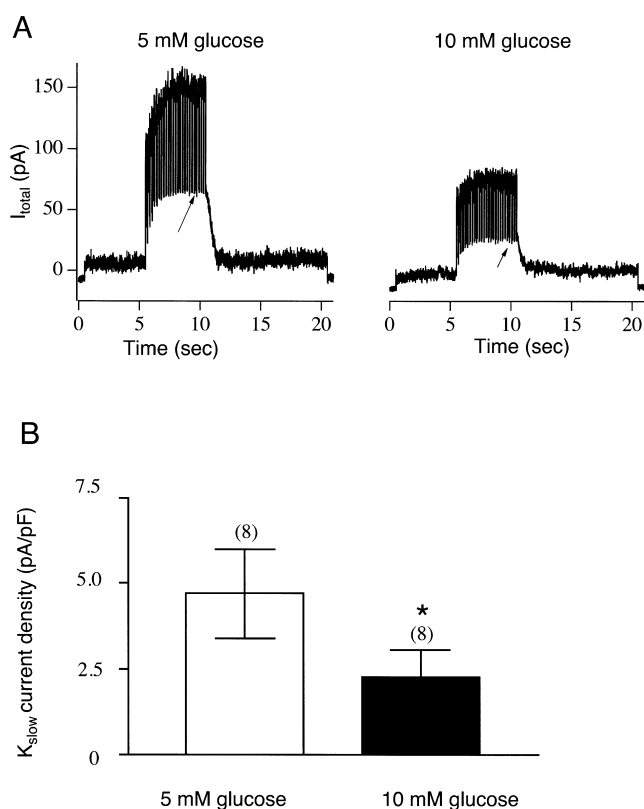 A
5 mM glucose
10 mM glucose
I_total (pA)
150
100
50
0
0 5 10 15 20
Time (sec)
0 5 10 15 20
Time (sec)
B
K_slow current density (pA/pF)
7.5
5.0
2.5
0
(8)
*
(8)
5 mM glucose
10 mM glucose